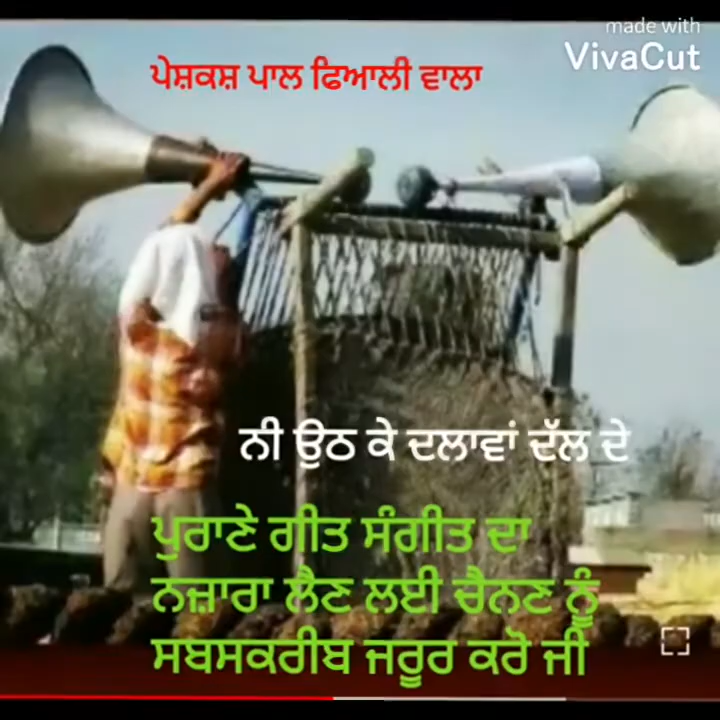 made with
VivaCut
ਪੇਸ਼ਕਸ਼ ਪਾਲ ਫਿਆਲੀ ਵਾਲਾ
ਨੀ ਉਠ ਕੇ ਦਲਾਵਾਂ ਦੱਲ ਦੇ
ਪੁਰਾਣੇ ਗੀਤ ਸੰਗੀਤ ਦਾ
ਨਜ਼ਾਰਾ ਲੈਣ ਲਈ ਚੈਨਣ ਨੂੰ
ਸਬਸਕਰੀਬ ਜਰੂਰ ਕਰੋ ਜੀ